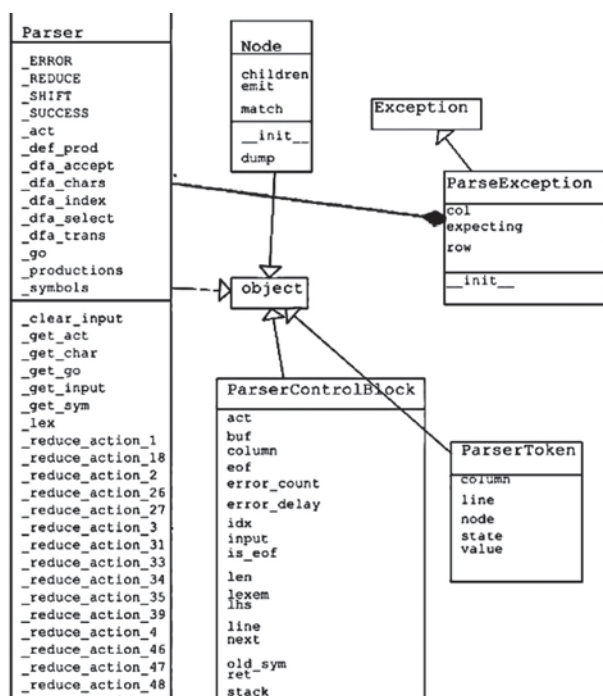 Parser
_ERROR
_REDUCE
_SHIFT
_SUCCESS
_act
_def_prod
_dfa_accept
_dfa_chars
_dfa_index
_dfa_select
_dfa_trans
_go
_productions
_symbols
_clear_input
_get_act
_get_char
_get_go
_get_input
_get_sym
_lex
_reduce_action_1
_reduce_action_18
_reduce_action_2
_reduce_action_26
_reduce_action_27
_reduce_action_3
_reduce_action_31
_reduce_action_33
_reduce_action_34
_reduce_action_35
_reduce_action_39
_reduce_action_4
_reduce_action_46
_reduce_action_47
_reduce_action_48
Node
children
emit
match
__init__
dump
Exception
ParseException
col
expecting
row
__init__
object
ParserControlBlock
act
buf
column
eof
error_count
error_delay
idx
input
is_eof
len
lexem
lhs
line
next
old_sym
ret
stack
ParserToken
column
line
node
state
value